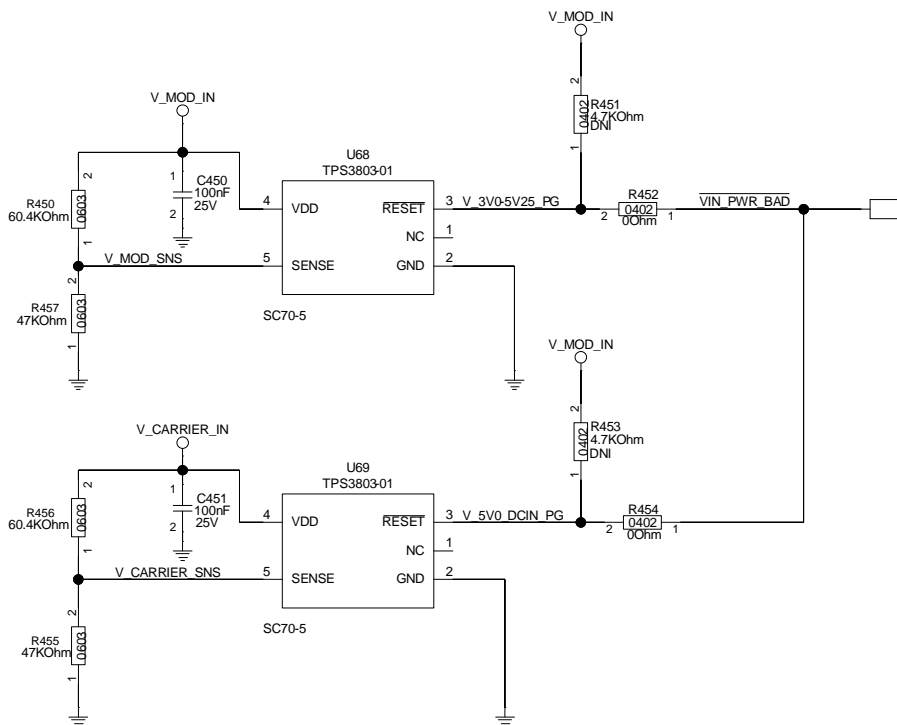 V_MOD_IN
R451
0402
4.7KOhm
DNI
2
1
V_MOD_IN
R450
60.4KOhm
0603
2
1
C450
100nF
25V
1
2
U68
TPS3803-01
4
VDD
RESET
3
V_3V0-5V25_PG
NC
1
V_MOD_SNS
5
SENSE
GND
2
SC70-5
R452
2
0402
1
0Ohm
VIN_PWR_BAD
R457
47KOhm
0603
2
1
V_MOD_IN
R453
0402
4.7KOhm
DNI
2
1
V_CARRIER_IN
R456
60.4KOhm
0603
2
1
C451
100nF
25V
1
2
U69
TPS3803-01
4
VDD
RESET
3
V_5V0_DCIN_PG
NC
1
V_CARRIER_SNS
5
SENSE
GND
2
SC70-5
R454
2
0402
1
0Ohm
R455
47KOhm
0603
2
1